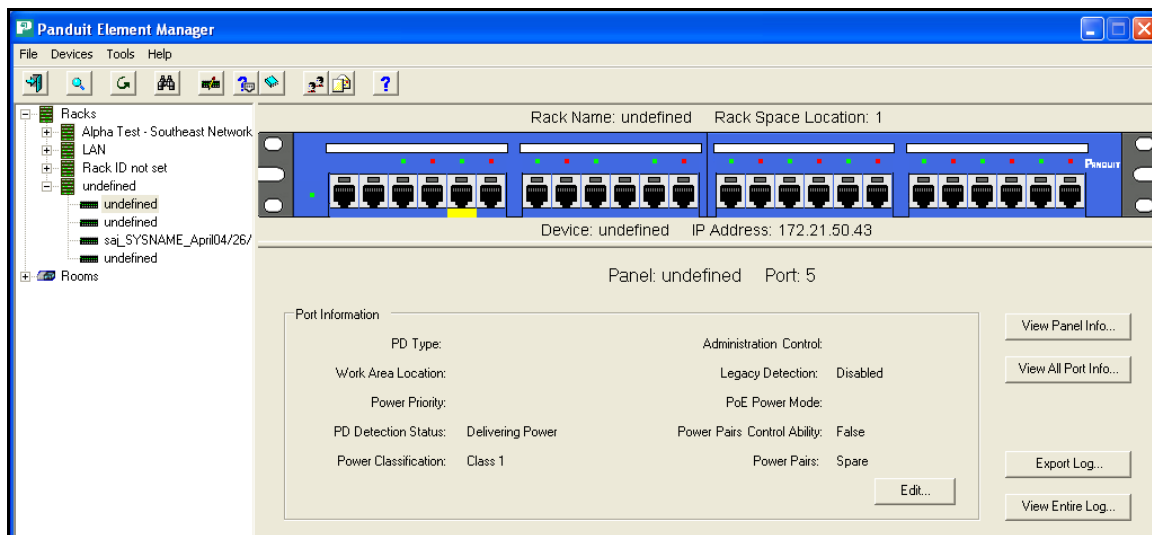 Panduit Element Manager
File Devices Tools Help
Racks
Alpha Test - Southeast Network
LAN
Rack ID not set
undefined
undefined
undefined
saj_SYSNAME_April04/26/
undefined
Rooms
Rack Name: undefined Rack Space Location: 1
PANDUIT
Device: undefined IP Address: 172.21.50.43
Panel: undefined Port: 5
Port Information
PD Type: Administration Control:
Work Area Location: Legacy Detection: Disabled
Power Priority: PoE Power Mode:
PD Detection Status: Delivering Power Power Pairs Control Ability: False
Power Classification: Class 1 Power Pairs: Spare
Edit...
View Panel Info...
View All Port Info...
Export Log...
View Entire Log...